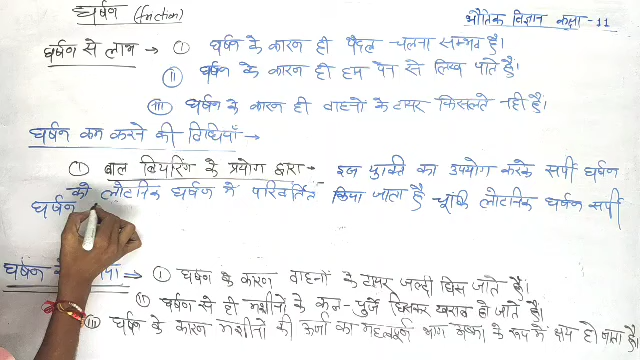 घर्षण (friction)
भौतिक विज्ञान कक्षा - 11
घर्षण से लाभ → (I) घर्षण के कारण ही पैदल चलना सम्भव है।
(II) घर्षण के कारण ही हम पेन से लिख पाते हैं।
(III) घर्षण के कारण ही वाहनों के टायर फिसलते नहीं हैं।
घर्षण कम करने की विधियाँ →
(I) बाल बियरिंग के प्रयोग द्वारा - इस युक्ति का उपयोग करके सर्पी घर्षण
को लोटनिक घर्षण में परिवर्तित किया जाता है चूंकि लोटनिक घर्षण सर्पी
घर्षण
घर्षण से → (I) घर्षण के कारण वाहनों के टायर जल्दी घिस जाते हैं।
(II) घर्षण से ही मशीनों के कल - पुर्जे घिसकर खराब हो जाते हैं।
(III) घर्षण के कारण मशीनों की ऊर्जा का महत्वपूर्ण भाग ऊष्मा के रूप में क्षय हो जाता है।